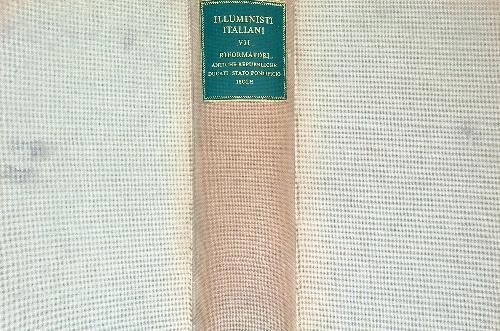 ILLUMINISTI
ITALIANI
VII
RIFORMATORI
ANTICHE REPUBBLICHE
DUCATI STATO PONTIFICIO
ISOLE